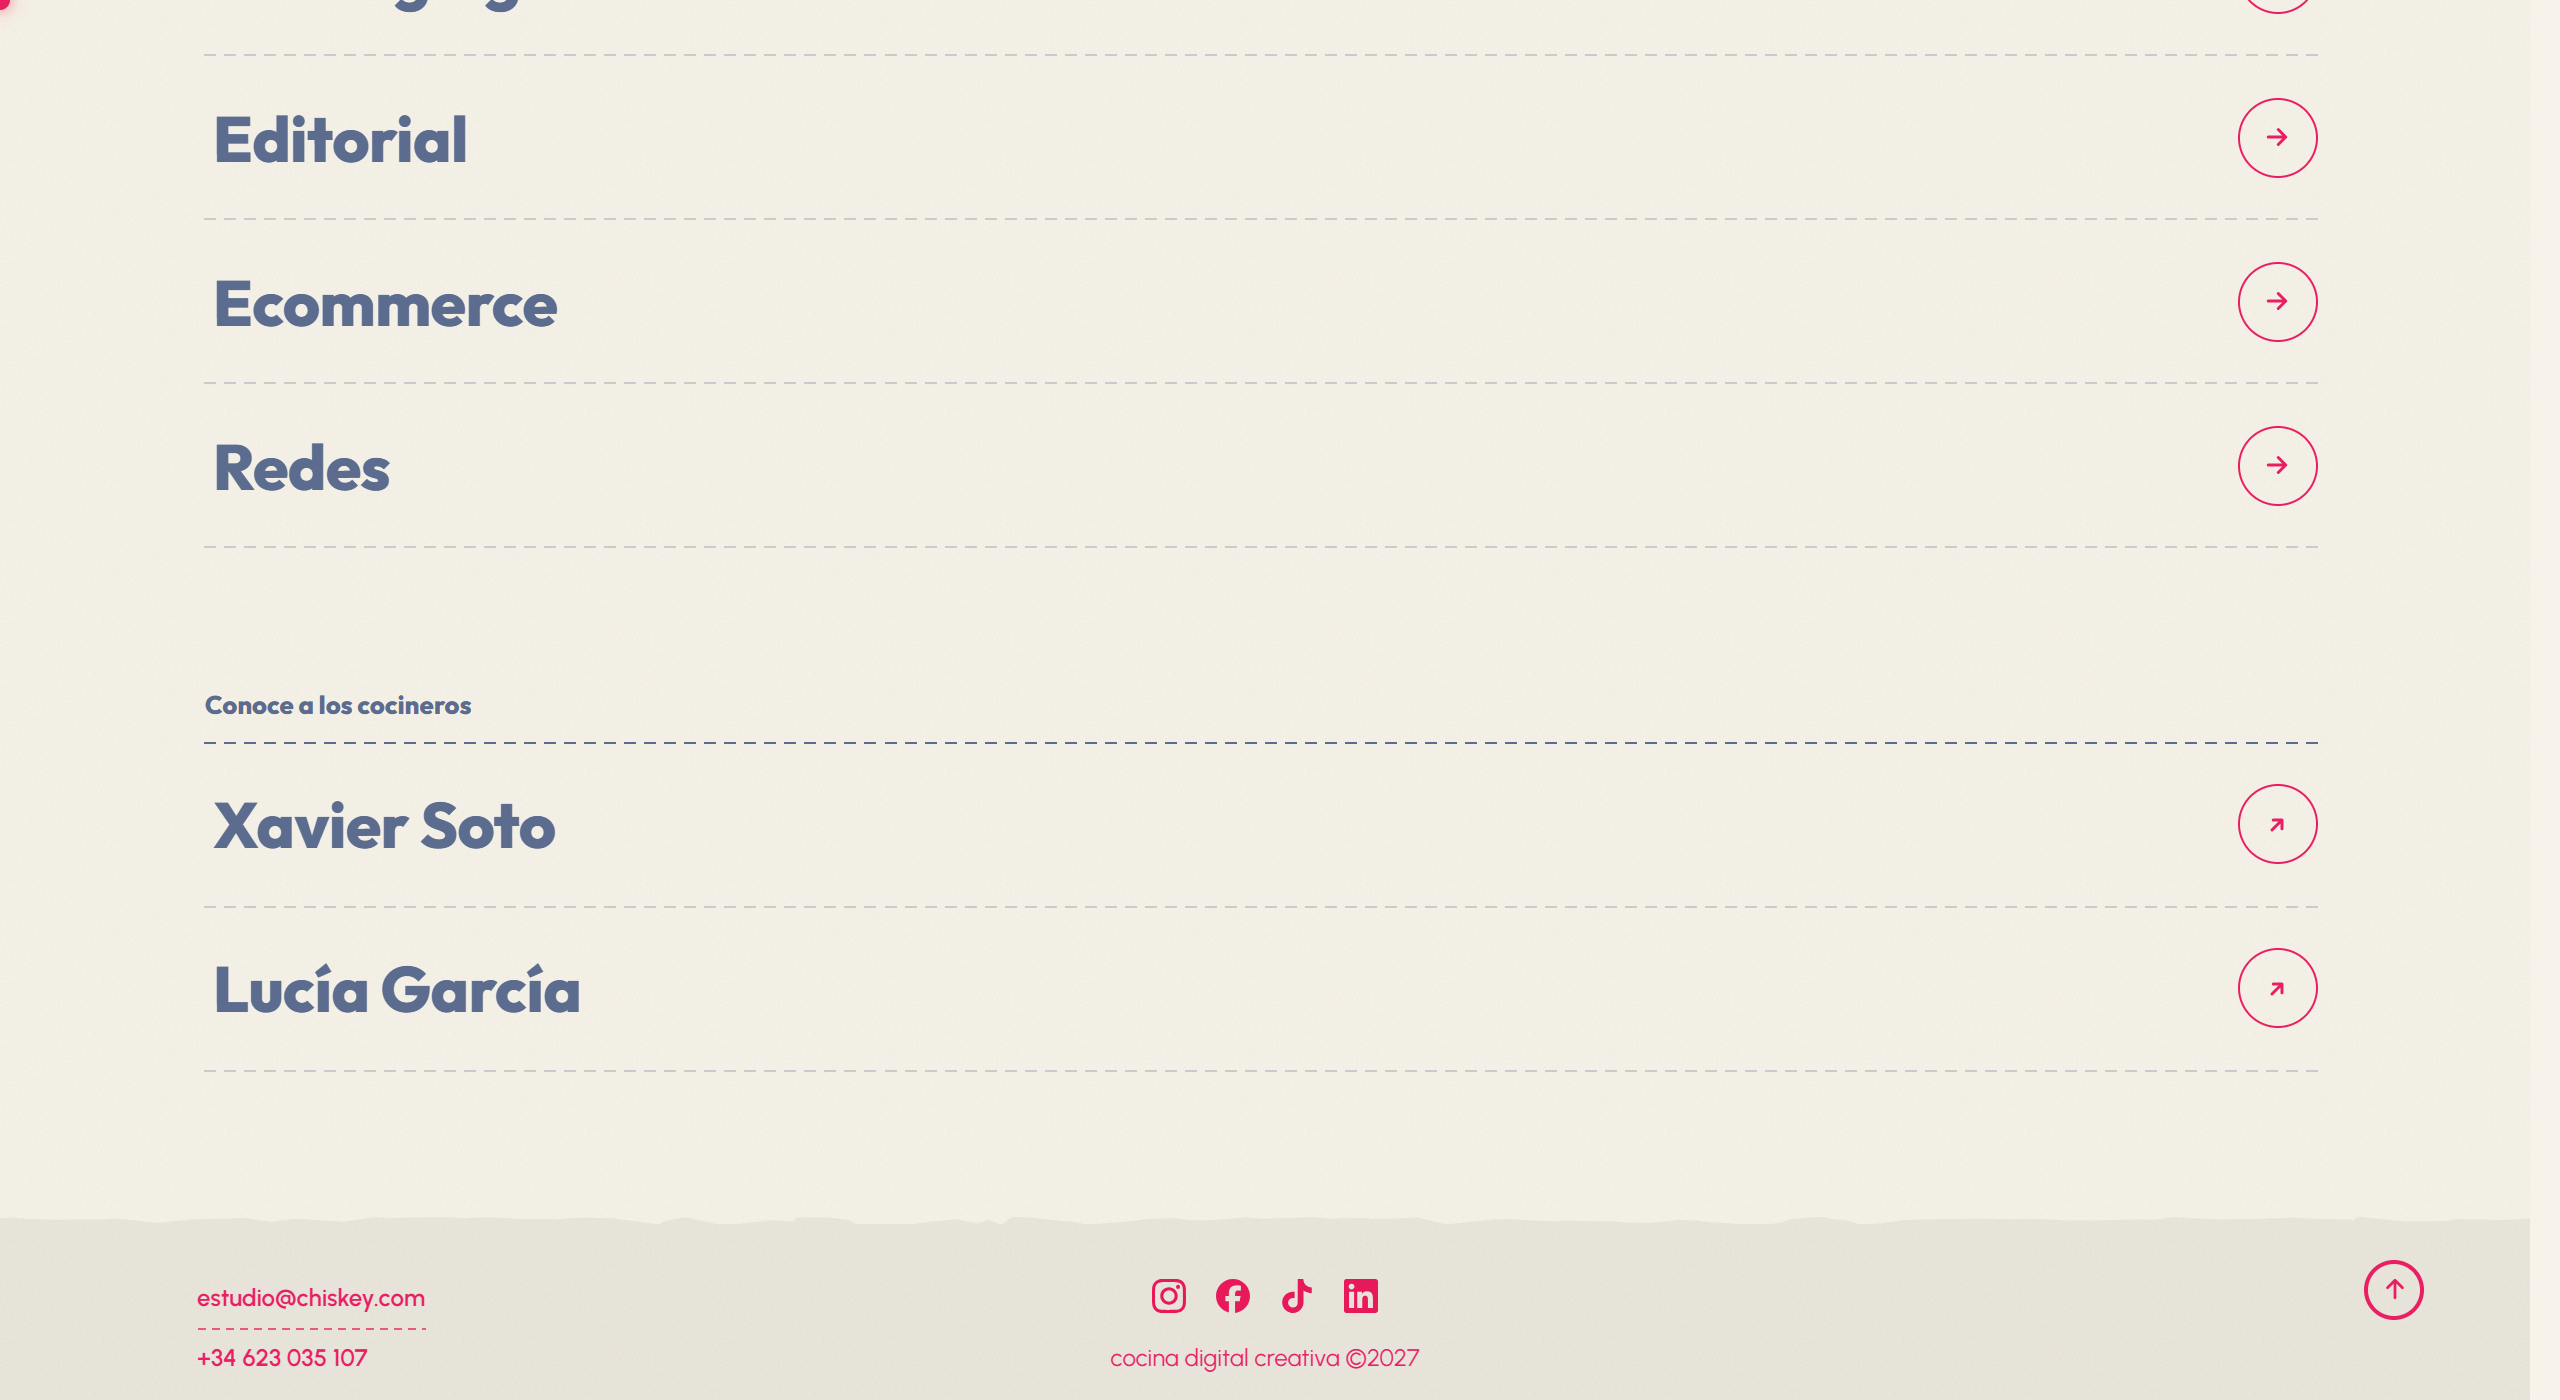 Editorial
Ecommerce
Redes
Conoce a los cocineros
Xavier Soto
Lucía García
estudio@chiskey.com
+34 623 035 107
cocina digital creativa ©2027